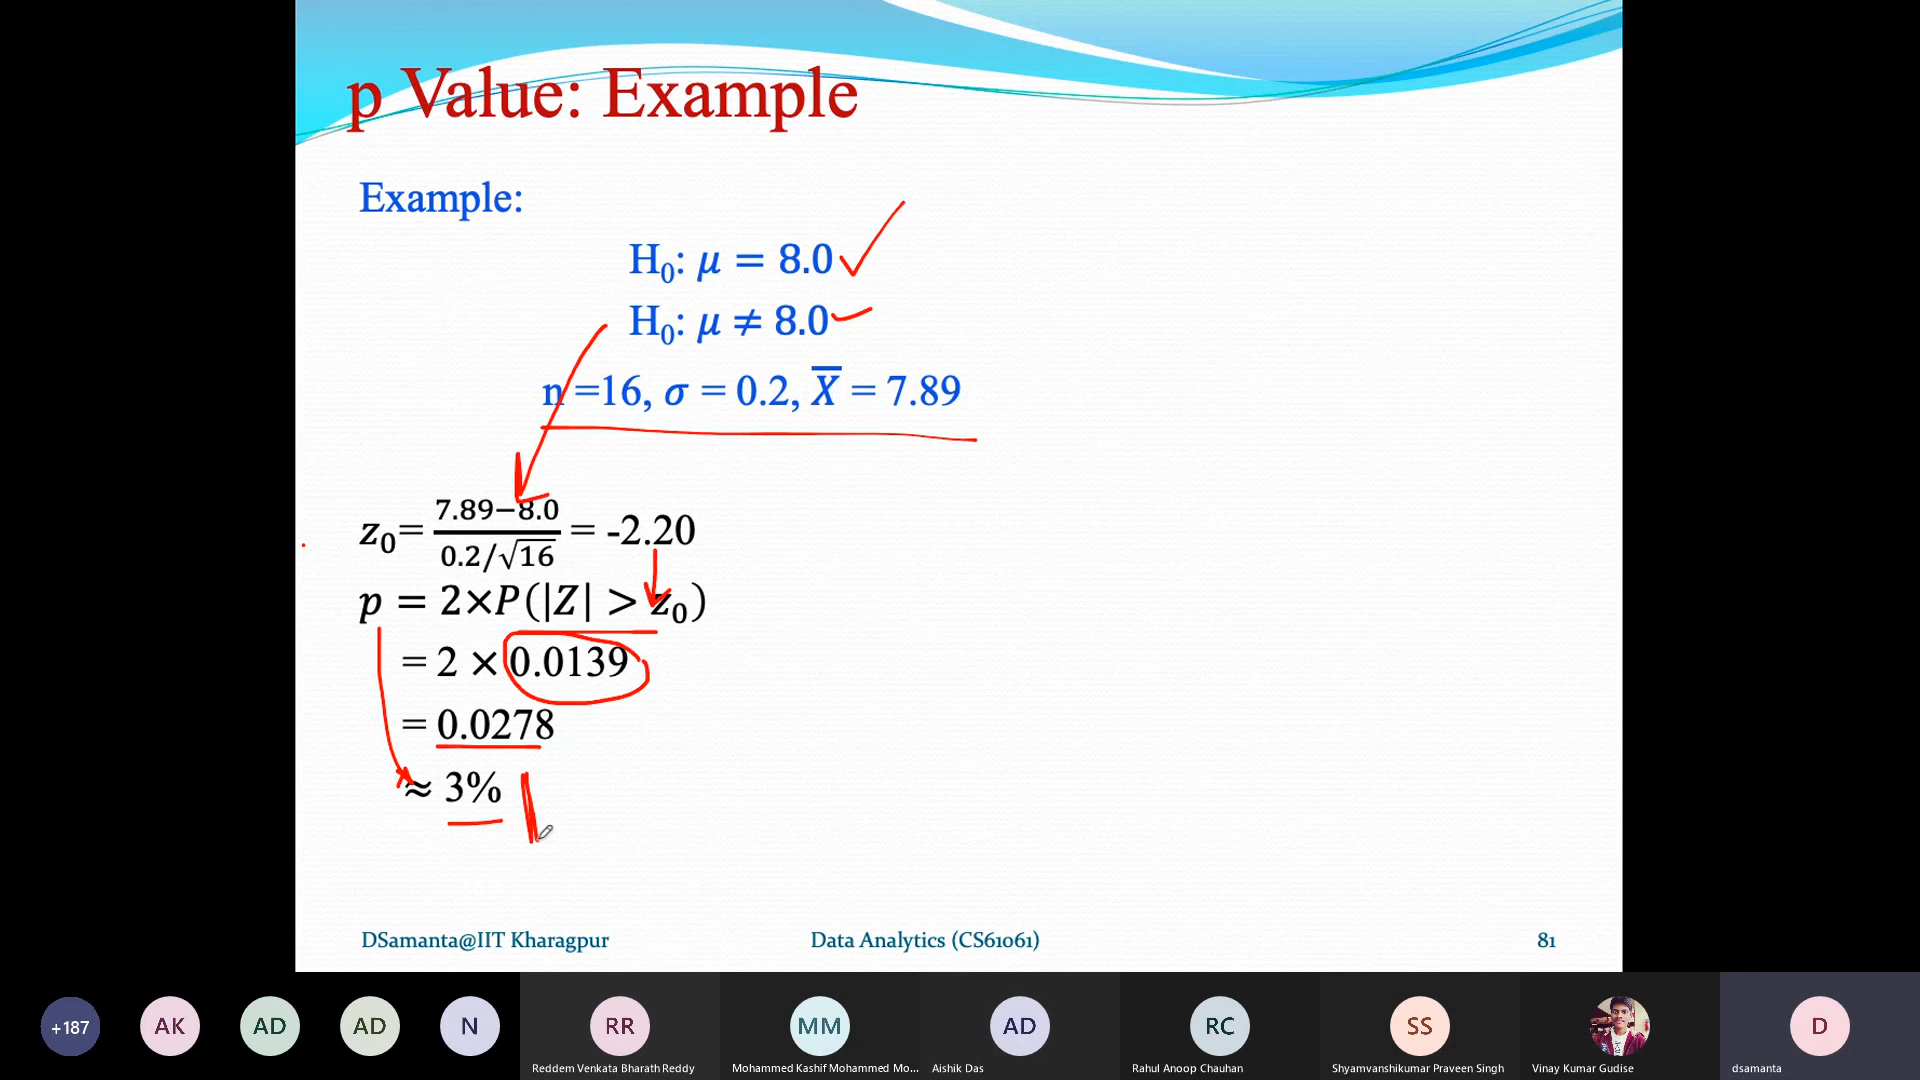 p Value: Example
Example:
H₀: μ = 8.0
H₀: μ ≠ 8.0
n =16, σ = 0.2, X̅ = 7.89
z₀= (7.89−8.0)/(0.2/√16) = -2.20
p = 2×P(|Z| > z₀)
= 2 × 0.0139
= 0.0278
≈ 3%
DSamanta@IIT Kharagpur Data Analytics (CS61061) 81
+187 AK AD AD N RR MM AD RC SS D
Reddem Venkata Bharath Reddy Mohammed Kashif Mohammed Mo... Aishik Das Rahul Anoop Chauhan Shyamvanshikumar Praveen Singh Vinay Kumar Gudise dsamanta